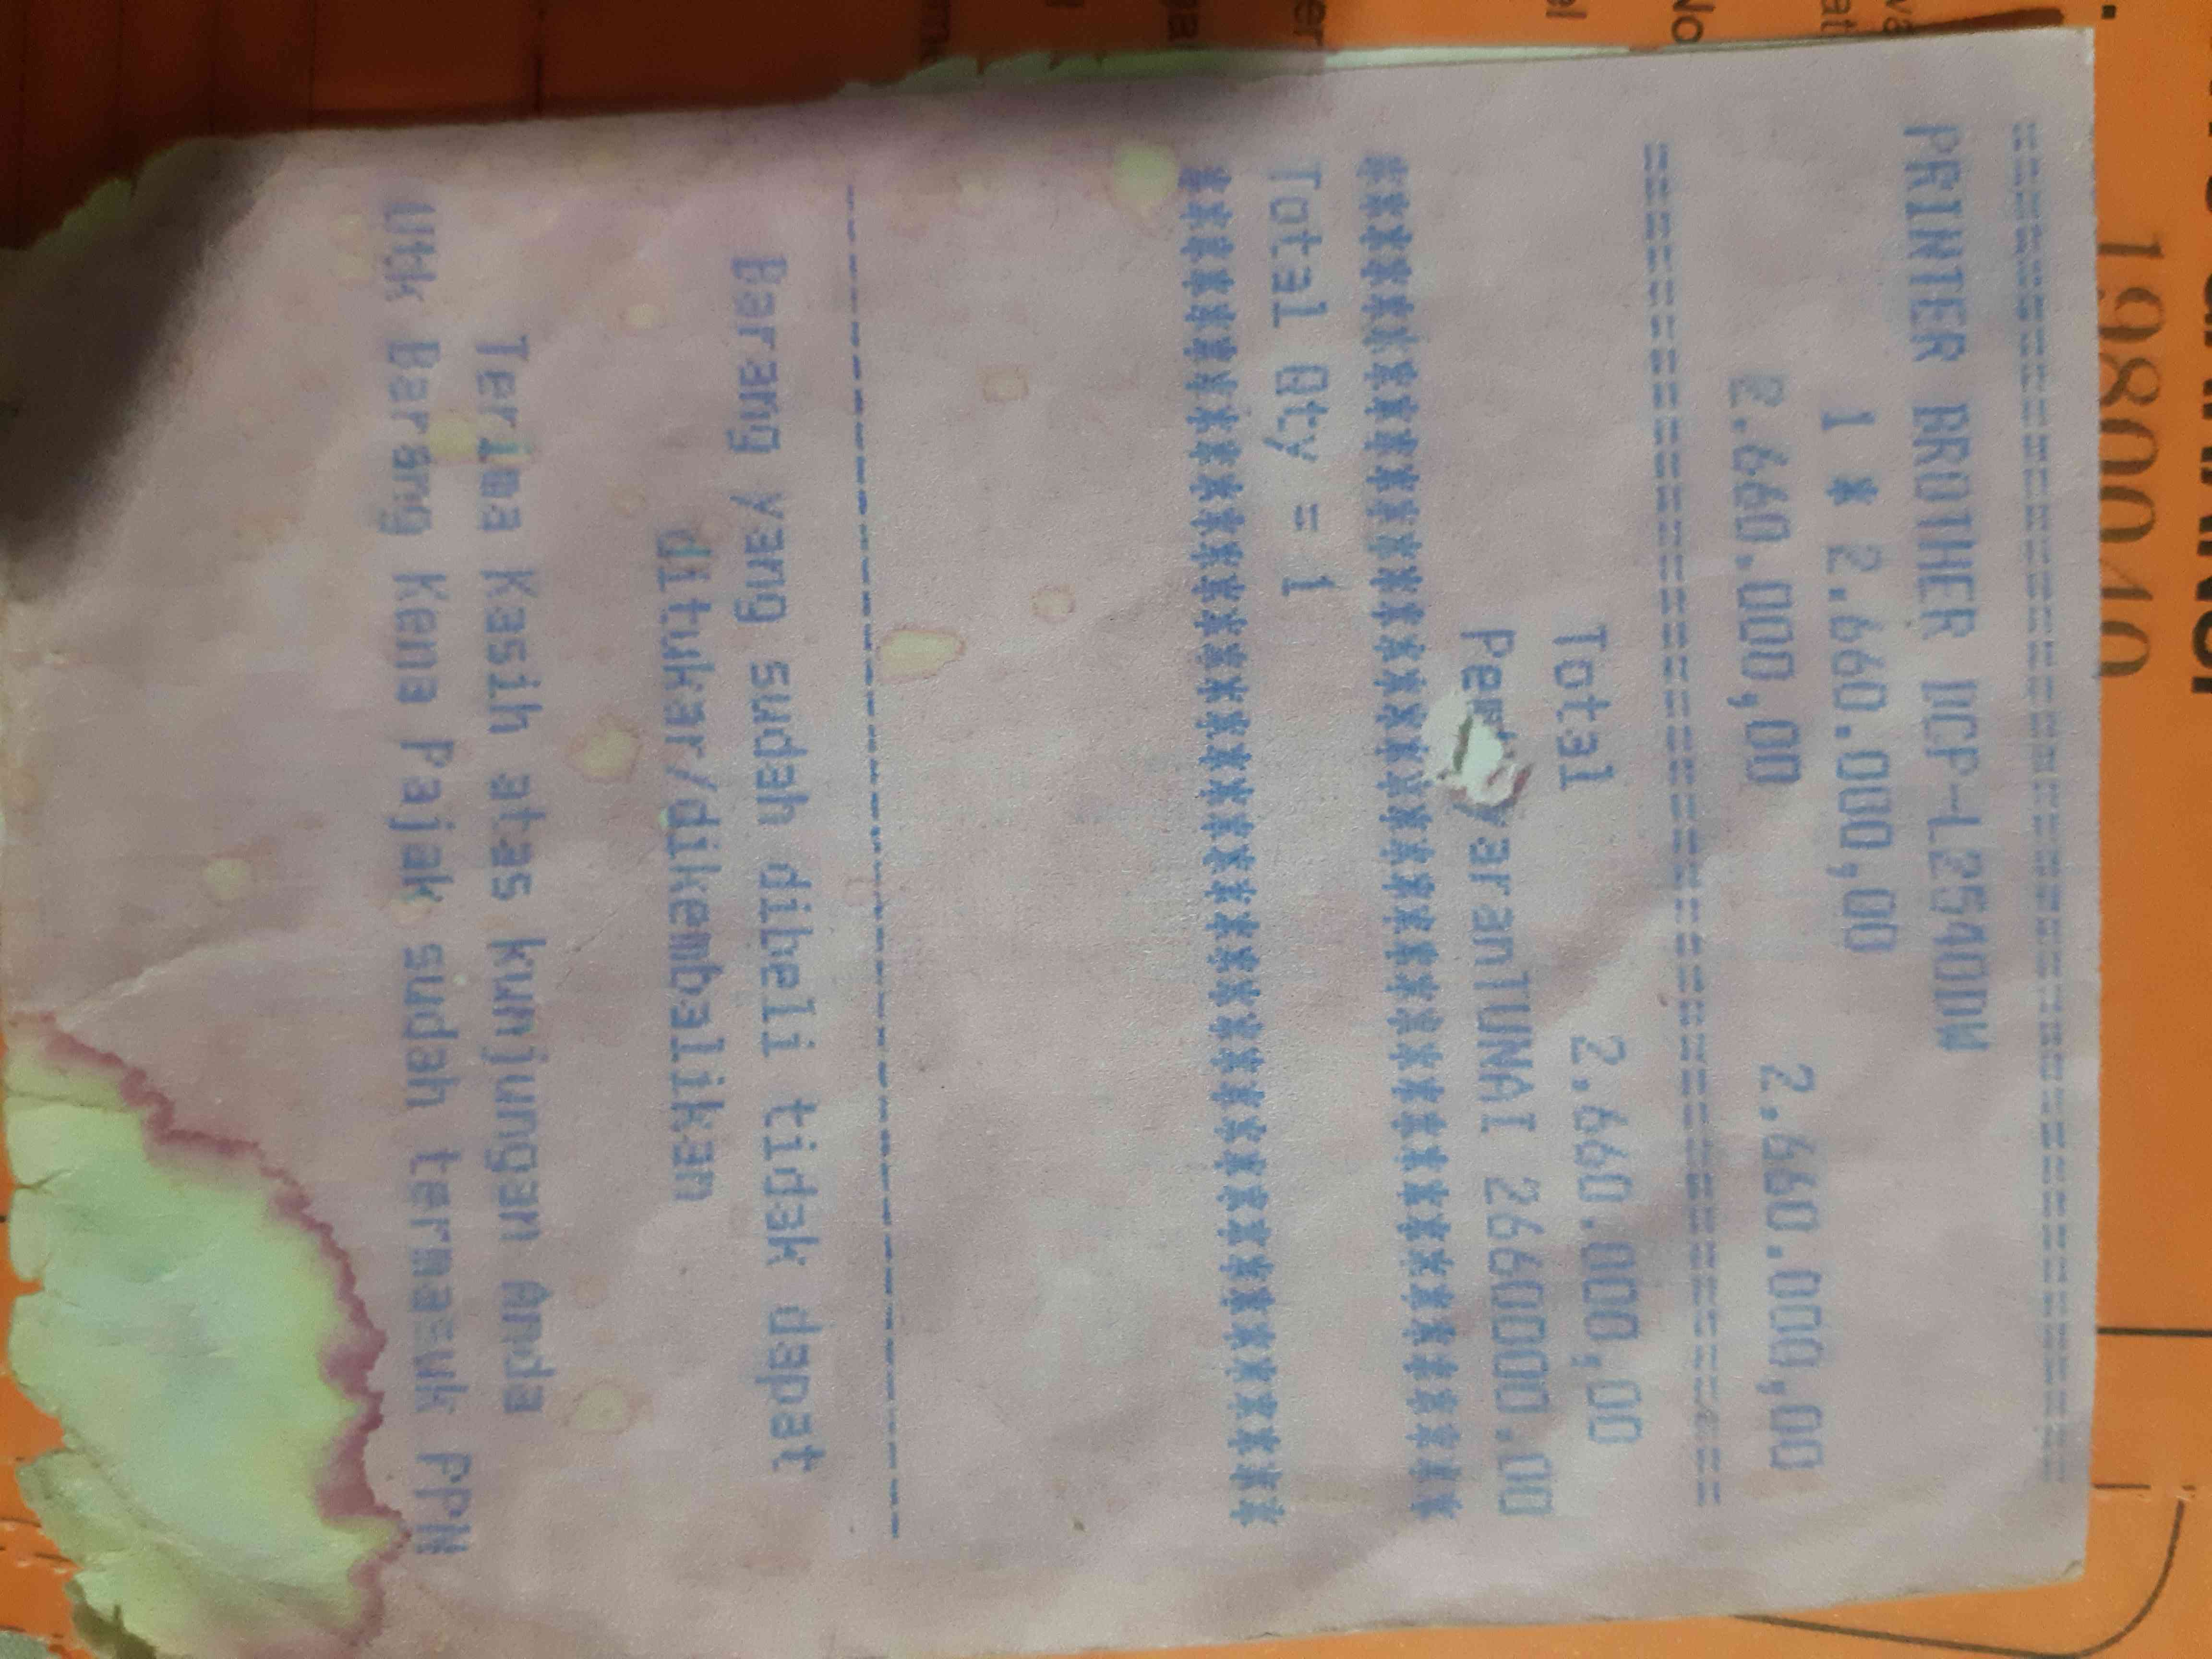 ================================
PRINTER BROTHER DCP-L2540DW
1 * 2.660.000,00
2.660.000,00 2.660.000,00
================================
Total 2.660.000,00
TUNAI 2660000.00
********************************
Total Qty = 1
********************************
--------------------------------
Barang yang sudah dibeli tidak dapat
ditukar/dikembalikan
Terima Kasih atas kunjungan Anda
Utk Barang Kena Pajak sudah termasuk PPN
1980040